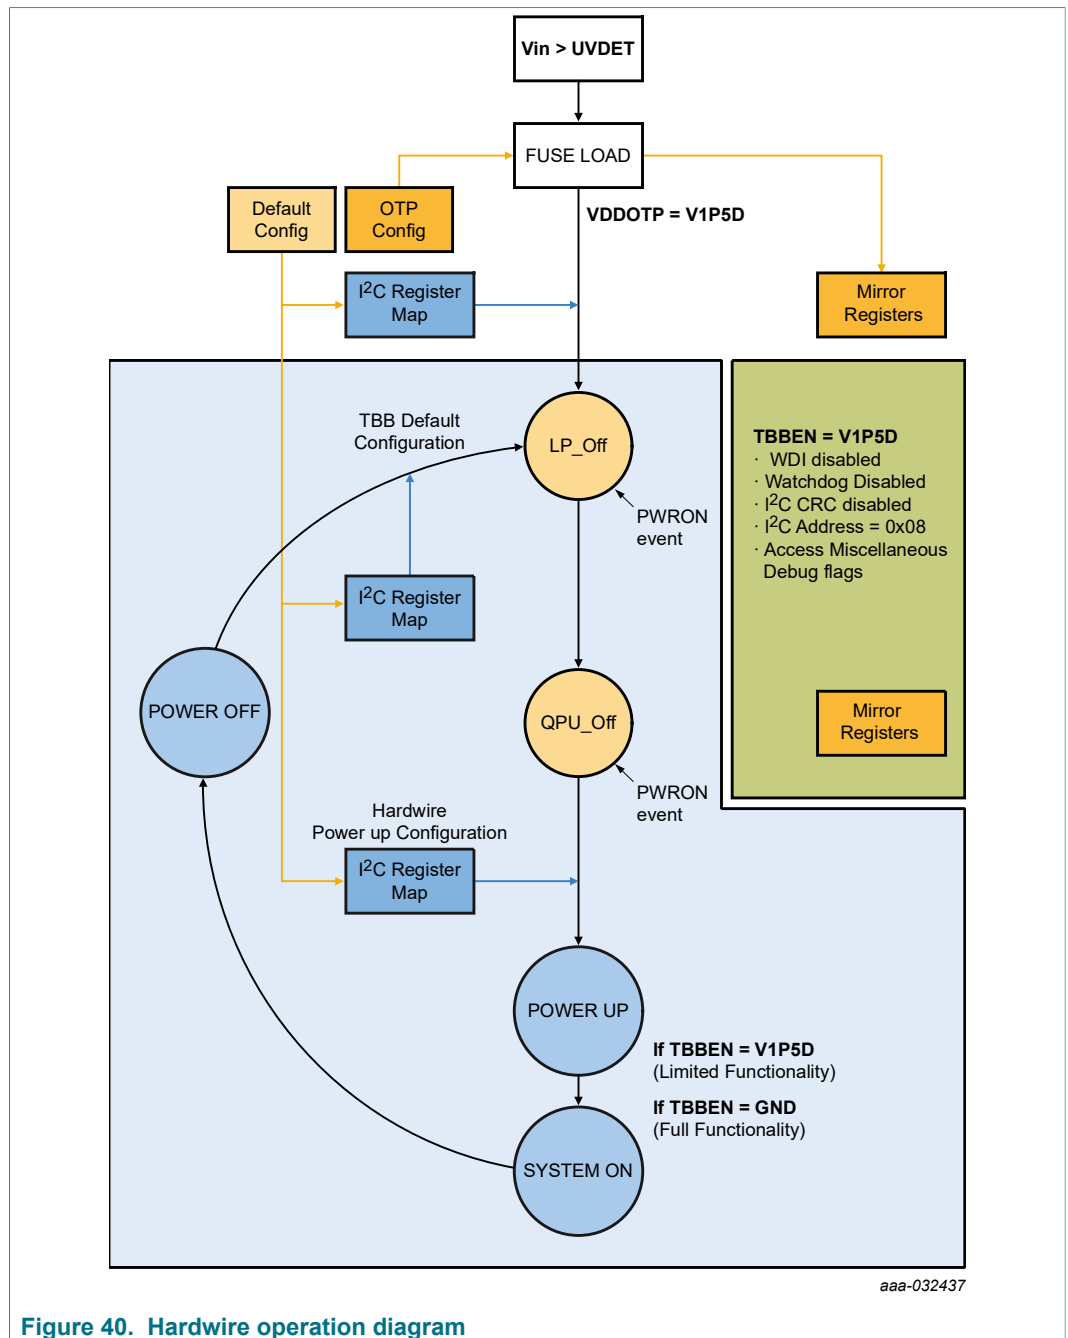 Vin > UVDET
FUSE LOAD
VDDOTP = V1P5D
Default
Config
OTP
Config
I2C Register
Map
Mirror
Registers
TBB Default
Configuration
LP_Off
PWRON
event
TBBEN = V1P5D
· WDI disabled
· Watchdog Disabled
· I2C CRC disabled
· I2C Address = 0x08
· Access Miscellaneous
Debug flags
I2C Register
Map
POWER OFF
QPU_Off
Mirror
Registers
PWRON
event
Hardwire
Power up Configuration
I2C Register
Map
POWER UP
If TBBEN = V1P5D
(Limited Functionality)
If TBBEN = GND
(Full Functionality)
SYSTEM ON
aaa-032437
Figure 40. Hardwire operation diagram